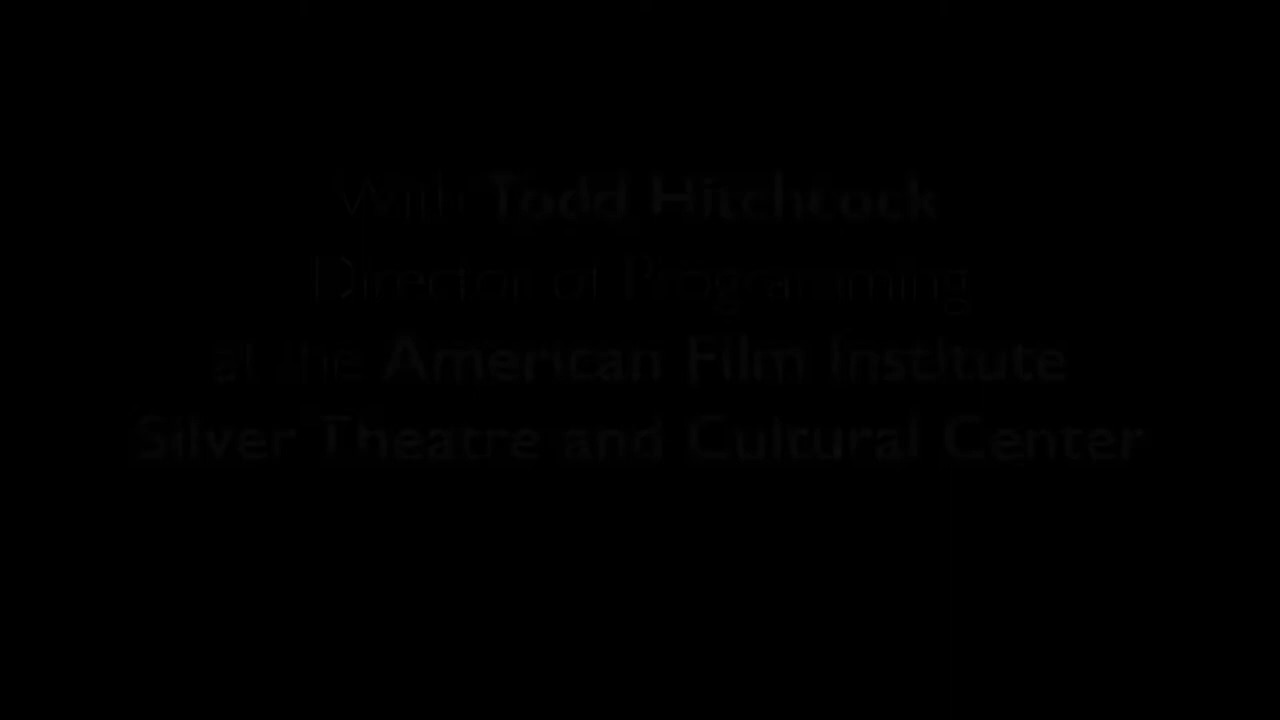 With Todd Hitchcock
Director of Programming
at the American Film Institute
Silver Theatre and Cultural Center